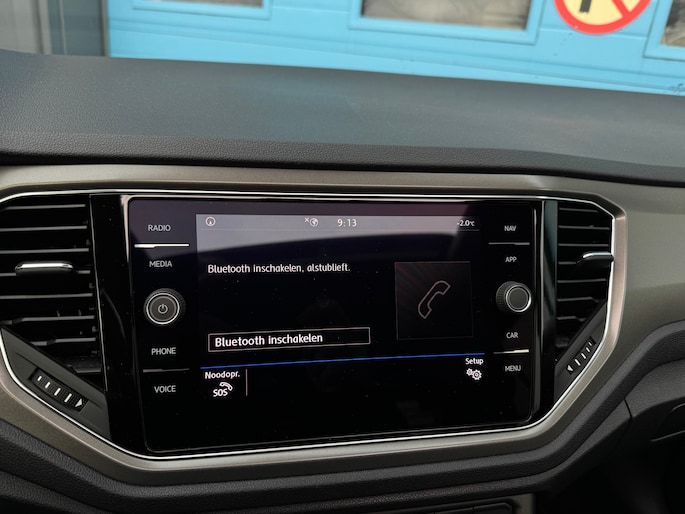 RADIO
MEDIA
PHONE
VOICE
9:13
-2.0°C
Bluetooth inschakelen, alstublieft.
Bluetooth inschakelen
Noodopr.
SOS
Setup
NAV
APP
CAR
MENU